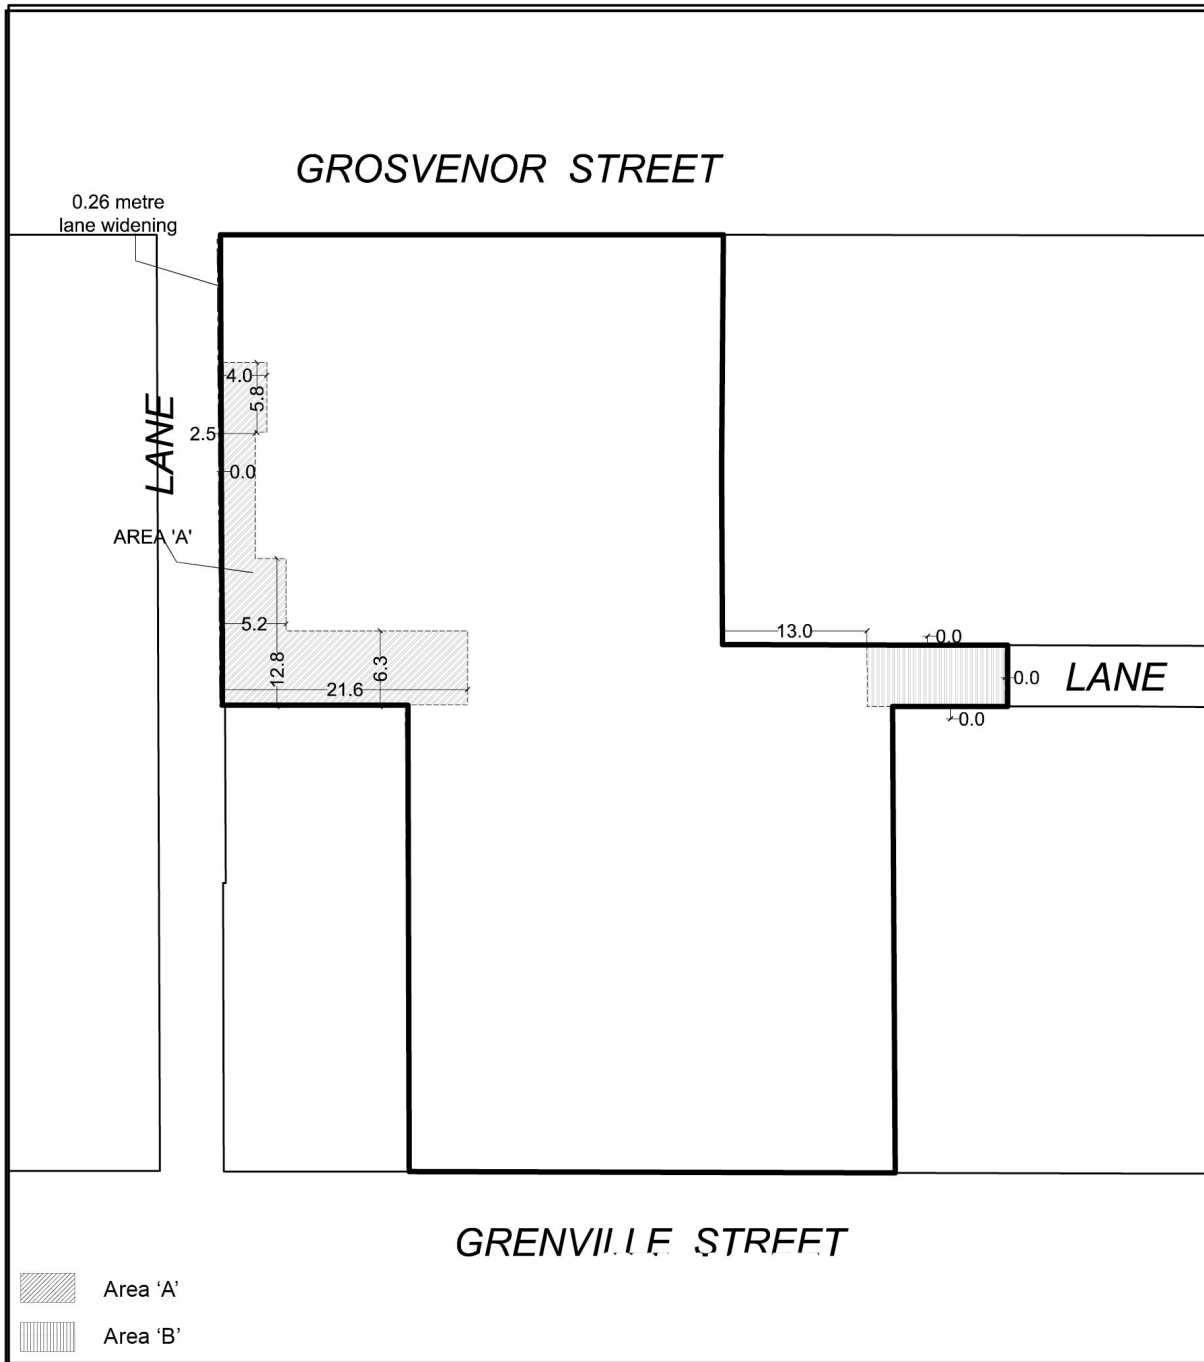 GROSVENOR STREET
0.26 metre
lane widening
4.0
5.8
LANE
2.5
0.0
AREA 'A'
5.2
12.8
6.3
21.6
13.0
0.0
0.0
LANE
0.0
GRENVILLE STREET
Area ‘A’
Area ‘B’